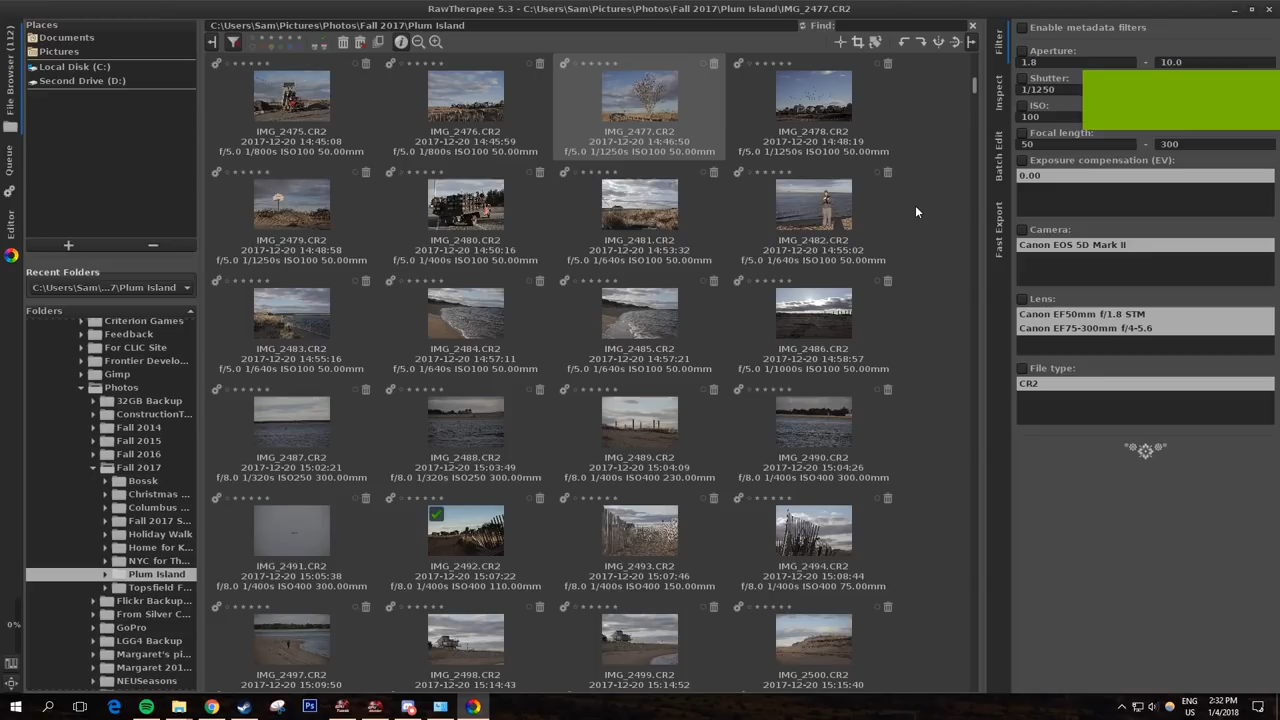 RawTherapee 5.3 - C:\Users\Sam\Pictures\Photos\Fall 2017\Plum Island\IMG_2477.CR2
Places
Documents
Pictures
Local Disk (C:)
Second Drive (D:)
File Browser (112)
Queue
Editor
0%
C:\Users\Sam\Pictures\Photos\Fall 2017\Plum Island
Find:
Recent Folders
C:\Users\Sam\...7\Plum Island
Folders
Criterion Games
Feedback
For CLIC Site
Frontier Develo...
Gimp
Photos
32GB Backup
ConstructionT...
Fall 2014
Fall 2015
Fall 2016
Fall 2017
Bossk
Christmas ...
Columbus ...
Fall 2017 S...
Holiday Walk
Home for K...
NYC for Th...
Plum Island
Topsfield F...
Flickr Backup...
From Silver C...
GoPro
LGG4 Backup
Margaret's pi...
Margaret 201...
NEUSeasons
IMG_2475.CR2 IMG_2476.CR2 IMG_2477.CR2 IMG_2478.CR2
2017-12-20 14:45:08 2017-12-20 14:45:59 2017-12-20 14:46:50 2017-12-20 14:48:19
f/5.0 1/800s ISO100 50.00mm f/5.0 1/800s ISO100 50.00mm f/5.0 1/1250s ISO100 50.00mm f/5.0 1/1250s ISO100 50.00mm
IMG_2479.CR2 IMG_2480.CR2 IMG_2481.CR2 IMG_2482.CR2
2017-12-20 14:48:58 2017-12-20 14:50:16 2017-12-20 14:53:32 2017-12-20 14:55:02
f/5.0 1/1250s ISO100 50.00mm f/5.0 1/400s ISO100 50.00mm f/5.0 1/640s ISO100 50.00mm f/5.0 1/640s ISO100 50.00mm
IMG_2483.CR2 IMG_2484.CR2 IMG_2485.CR2 IMG_2486.CR2
2017-12-20 14:55:16 2017-12-20 14:57:11 2017-12-20 14:57:21 2017-12-20 14:58:57
f/5.0 1/640s ISO100 50.00mm f/5.0 1/640s ISO100 50.00mm f/5.0 1/640s ISO100 50.00mm f/5.0 1/1000s ISO100 50.00mm
IMG_2487.CR2 IMG_2488.CR2 IMG_2489.CR2 IMG_2490.CR2
2017-12-20 15:02:21 2017-12-20 15:03:49 2017-12-20 15:04:09 2017-12-20 15:04:26
f/8.0 1/320s ISO250 300.00mm f/8.0 1/320s ISO250 300.00mm f/8.0 1/400s ISO400 230.00mm f/8.0 1/400s ISO400 300.00mm
IMG_2491.CR2 IMG_2492.CR2 IMG_2493.CR2 IMG_2494.CR2
2017-12-20 15:05:38 2017-12-20 15:07:22 2017-12-20 15:07:46 2017-12-20 15:08:44
f/8.0 1/400s ISO400 300.00mm f/8.0 1/400s ISO400 110.00mm f/8.0 1/400s ISO400 150.00mm f/8.0 1/400s ISO400 75.00mm
IMG_2497.CR2 IMG_2498.CR2 IMG_2499.CR2 IMG_2500.CR2
2017-12-20 15:09:50 2017-12-20 15:14:43 2017-12-20 15:14:52 2017-12-20 15:15:40
Filter
Inspect
Batch Edit
Fast Export
Enable metadata filters
Aperture:
1.8 - 10.0
Shutter:
1/1250
ISO:
100
Focal length:
50 - 300
Exposure compensation (EV):
0.00
Camera:
Canon EOS 5D Mark II
Lens:
Canon EF50mm f/1.8 STM
Canon EF75-300mm f/4-5.6
File type:
CR2
ENG
US
2:32 PM
1/4/2018